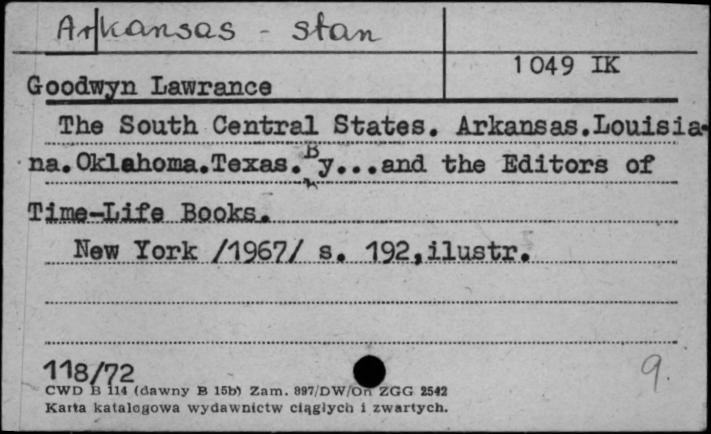 Arkansas - stan
1049 IK
Goodwyn Lawrance
The South Central States. Arkansas.Louisia-
na.Oklahoma.Texas.By...and the Editors of
Time-Life Books.
New York /1967/ s. 192,ilustr.
118/72
9.
CWD B 114 (dawny B 15b) Zam. 897/DW/On ZGG 2542
Karta katalogowa wydawnictw ciągłych i zwartych.